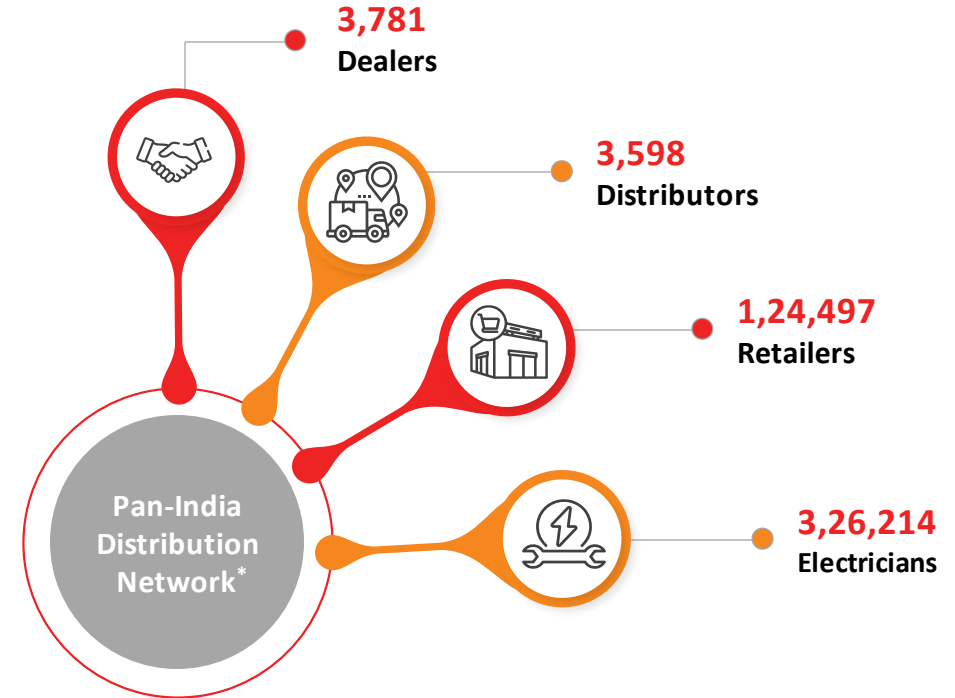 3,781
Dealers
3,598
Distributors
1,24,497
Retailers
3,26,214
Electricians
Pan-India
Distribution
Network*